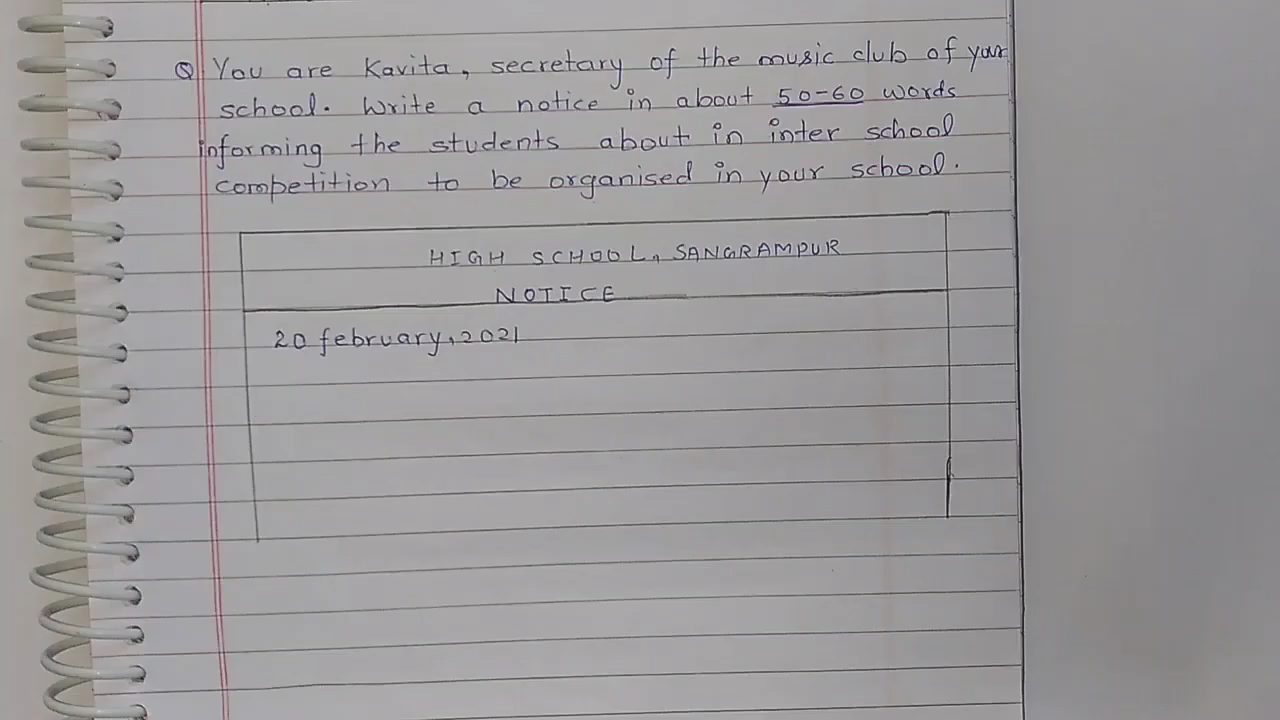 Q You are Kavita, secretary of the music club of your
school. Write a notice in about 50-60 words
informing the students about in inter school
competition to be organised in your school.
HIGH SCHOOL, SANGRAMPUR
NOTICE
20 february, 2021